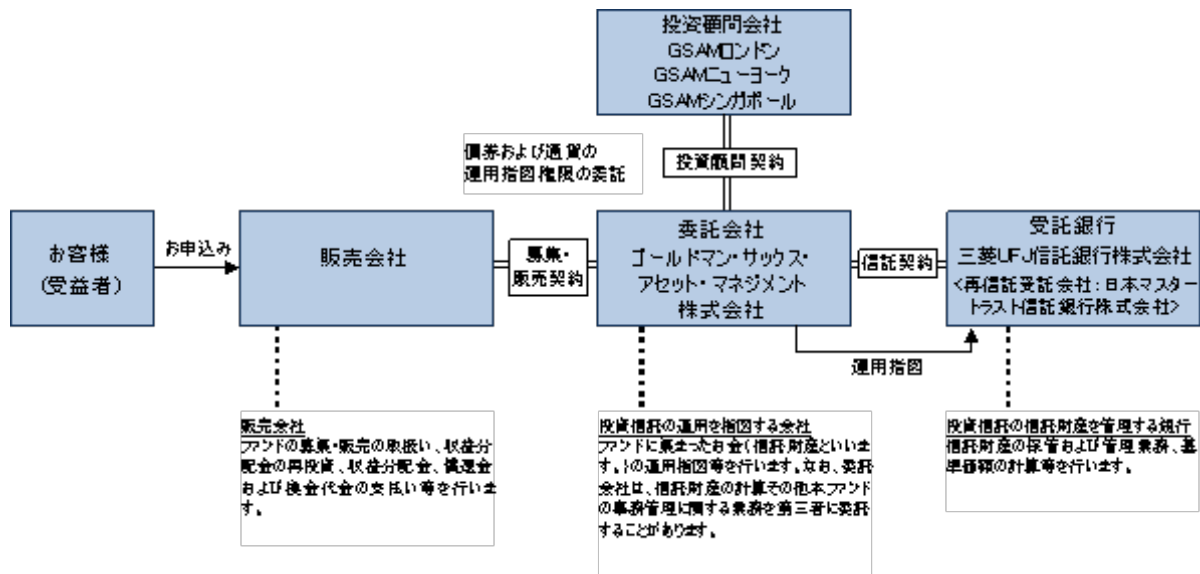 投資顧問会社
GSAMロンドン
GSAMニューヨーク
GSAMシンガポール
債券および通貨の
運用指図権限の委託
投資顧問契約
お客様
(受益者)
お申込み
販売会社
募集・
販売契約
委託会社
ゴールドマン・サックス・
アセット・マネジメント
株式会社
信託契約
受託銀行
三菱UFJ信託銀行株式会社
<再信託受託会社:日本マスター
トラスト信託銀行株式会社>
運用指図
販売会社
ファンドの募集・販売の取扱い、収益分
配金の再投資、収益分配金、償還金
および換金代金の支払い等を行いま
す。
投資信託の運用を指図する会社
ファンドに集まったお金(信託財産といいま
す。)の運用指図等を行います。なお、委託
会社は、信託財産の計算その他本ファンド
の事務管理に関する業務を第三者に委託
することがあります。
投資信託の信託財産を管理する銀行
信託財産の保管および管理業務、基
準価額の計算等を行います。